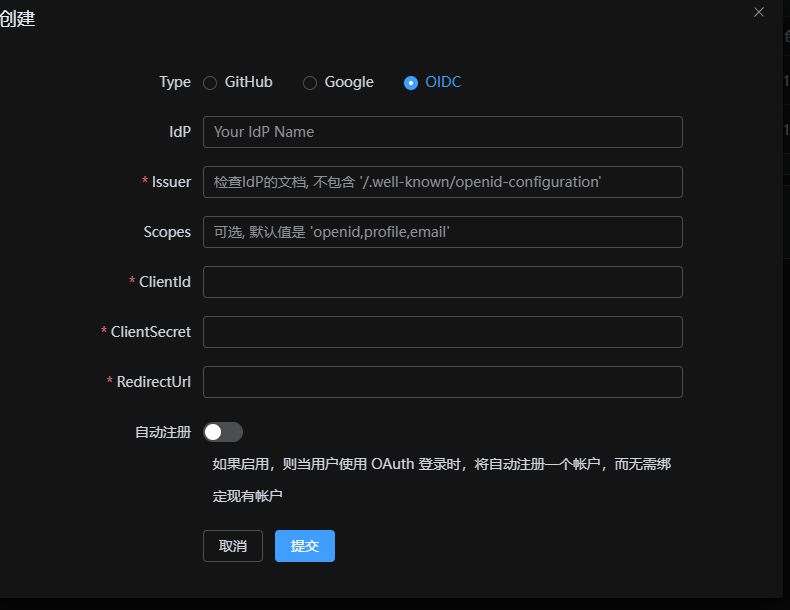 创建
Type GitHub Google OIDC
IdP Your IdP Name
* Issuer 检查IdP的文档, 不包含 '/.well-known/openid-configuration'
Scopes 可选, 默认值是 'openid,profile,email'
* ClientId
* ClientSecret
* RedirectUrl
自动注册
如果启用，则当用户使用 OAuth 登录时，将自动注册一个帐户，而无需绑
定现有帐户
取消 提交